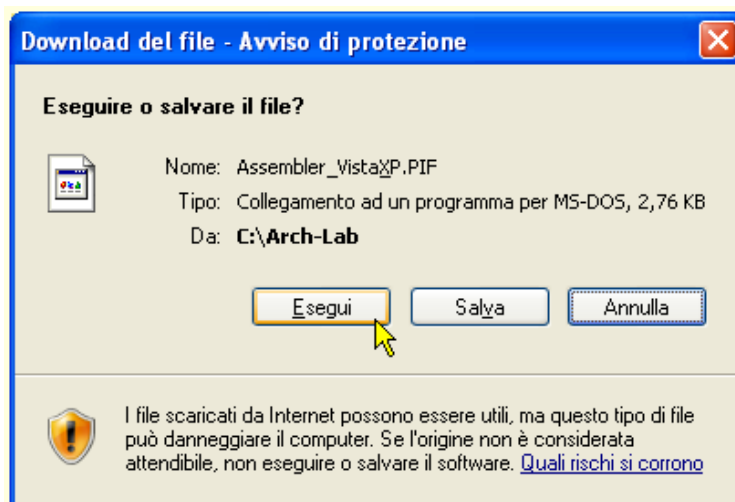 Download del file - Avviso di protezione
Eseguire o salvare il file?
Nome: Assembler_VistaXP.PIF
Tipo: Collegamento ad un programma per MS-DOS, 2,76 KB
Da: C:\Arch-Lab
Esegui Salva Annulla
I file scaricati da Internet possono essere utili, ma questo tipo di file
può danneggiare il computer. Se l'origine non è considerata
attendibile, non eseguire o salvare il software. Quali rischi si corrono